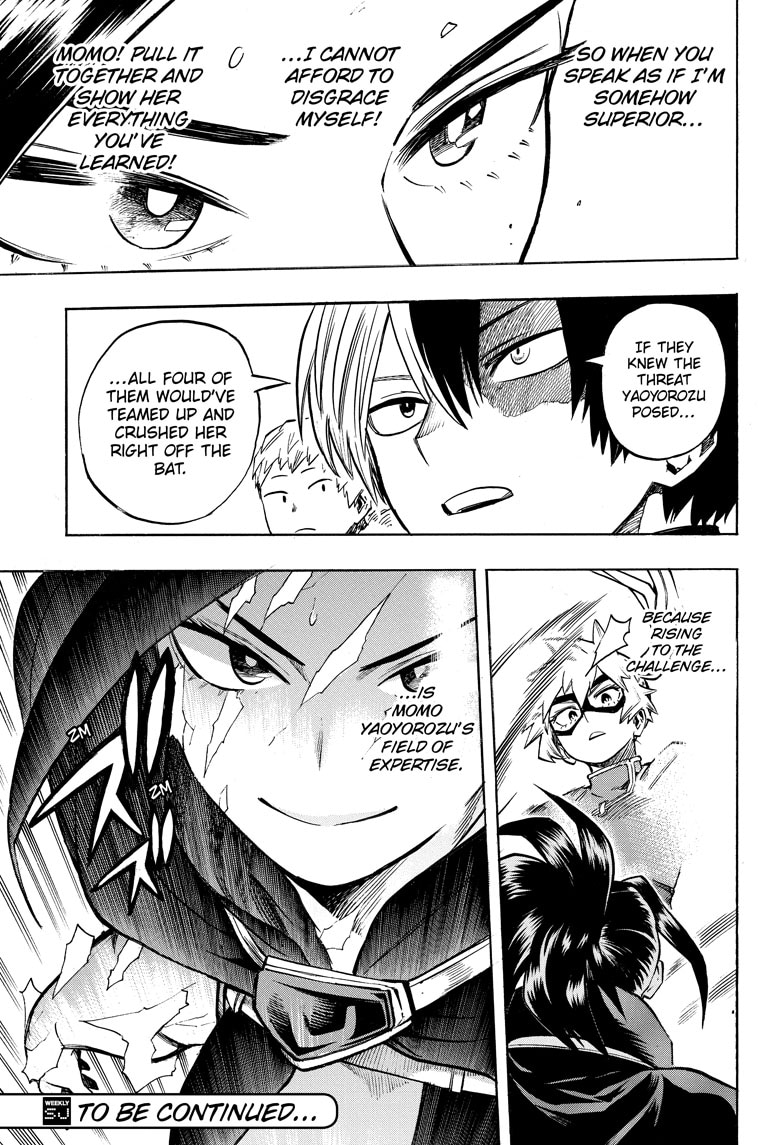 SO WHEN YOU
SPEAK AS IF I'M
SOMEHOW
SUPERIOR...
...I CANNOT
AFFORD TO
DISGRACE
MYSELF!
MOMO! PULL IT
TOGETHER AND
SHOW HER
EVERYTHING
YOU'VE
LEARNED!
IF THEY
KNEW THE
THREAT
YAOYOROZU
POSED...
...ALL FOUR OF
THEM WOULD'VE
TEAMED UP AND
CRUSHED HER
RIGHT OFF THE
BAT.
BECAUSE
RISING
TO THE
CHALLENGE...
...IS
MOMO
YAOYOROZU'S
FIELD OF
EXPERTISE.
ZM
ズ
ZM
ズ
WEEKLY
SJ
TO BE CONTINUED...